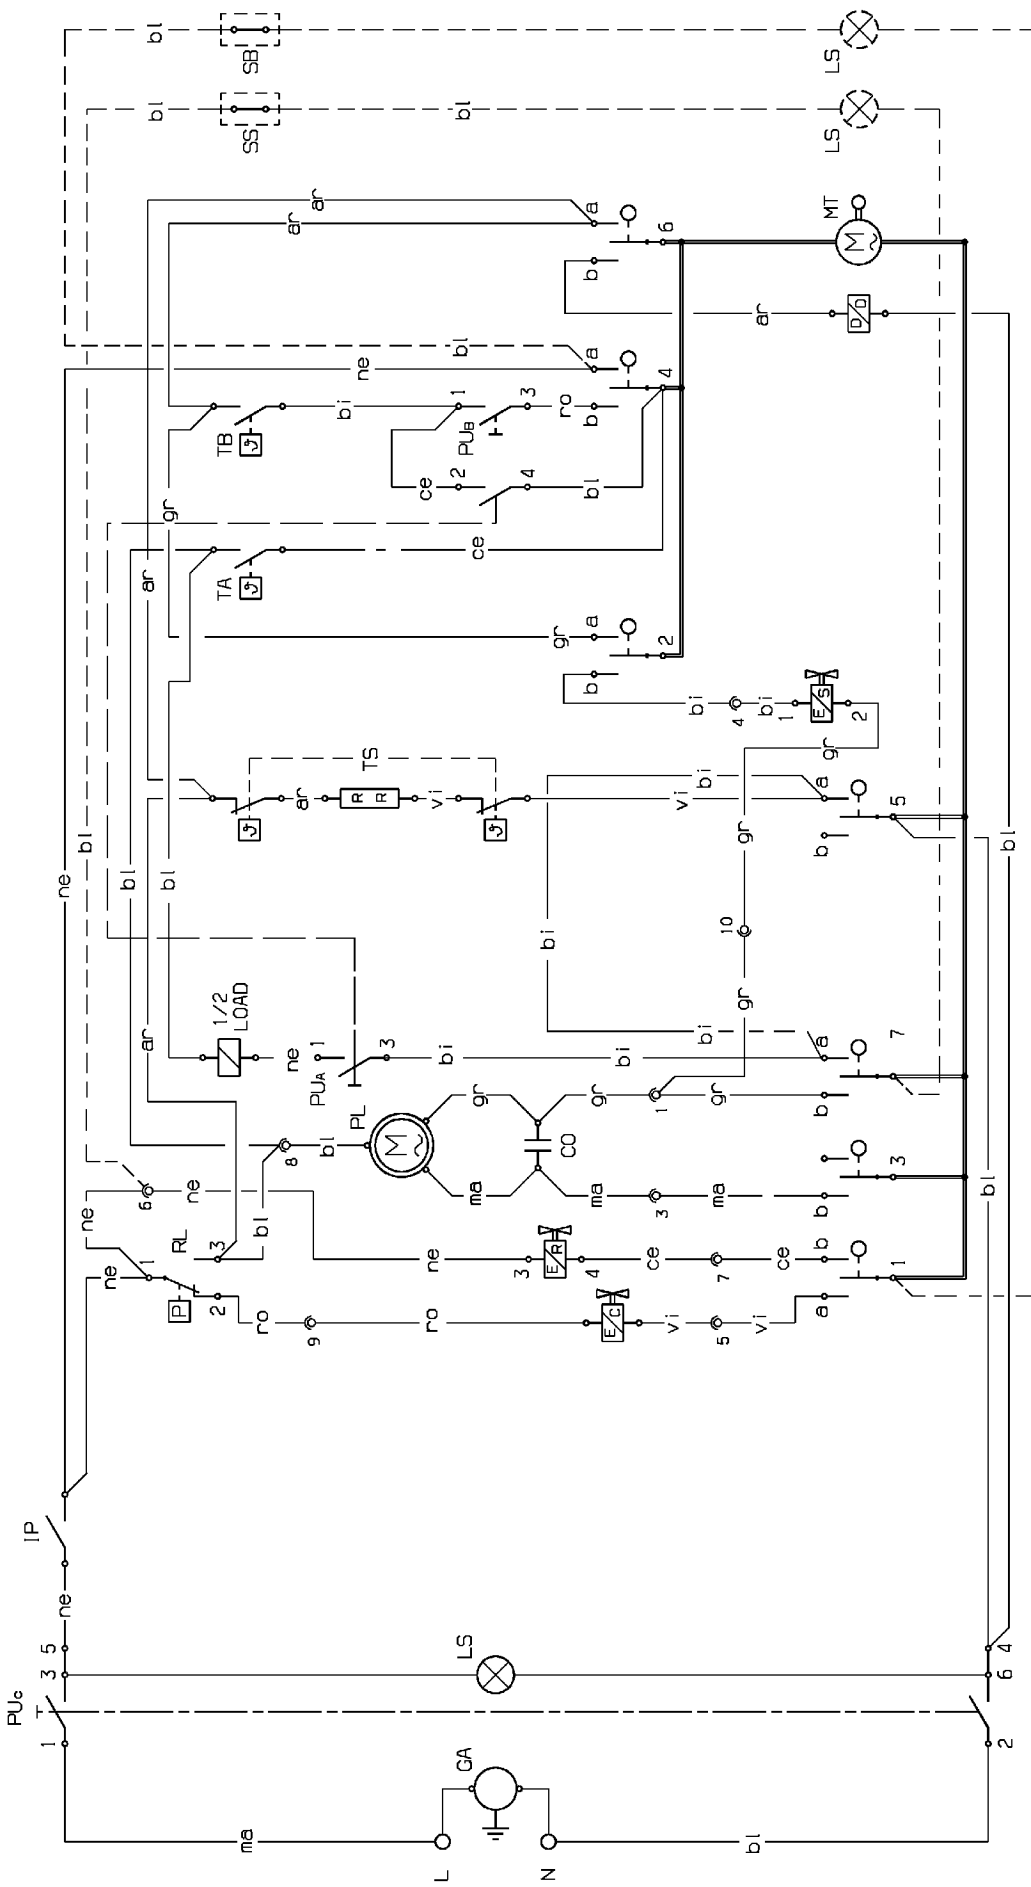 PUc
IP
1 3 5
ne ne
ne bl
ne
bl
1 6 ar ar
bl bl
bl gr
P RL
ne
2 3 1/2 TA TB
LOAD
ma ϑ ϑ ϑ SS SB
ro bl
8 ne ar ar
9
ar
PUA 1
bl bi
R
PL TS
R
3
M
ro ne vi
L GA LS ce
bi 2 1
ma gr ϑ ce bl
PUB
3 4 3
N
E R
CO ro
4
a b a b a b
E C
ma gr bi bl
bi
ce
3 1 2 4 6
vi vi
bi
5 7 10 4
ma gr bi bi
gr gr
vi ce bi bi ar
1
a b b b a b a
E S
gr
LS LS
MT
D D
M
2
1 3 7 5
bl
2 6 4
bl